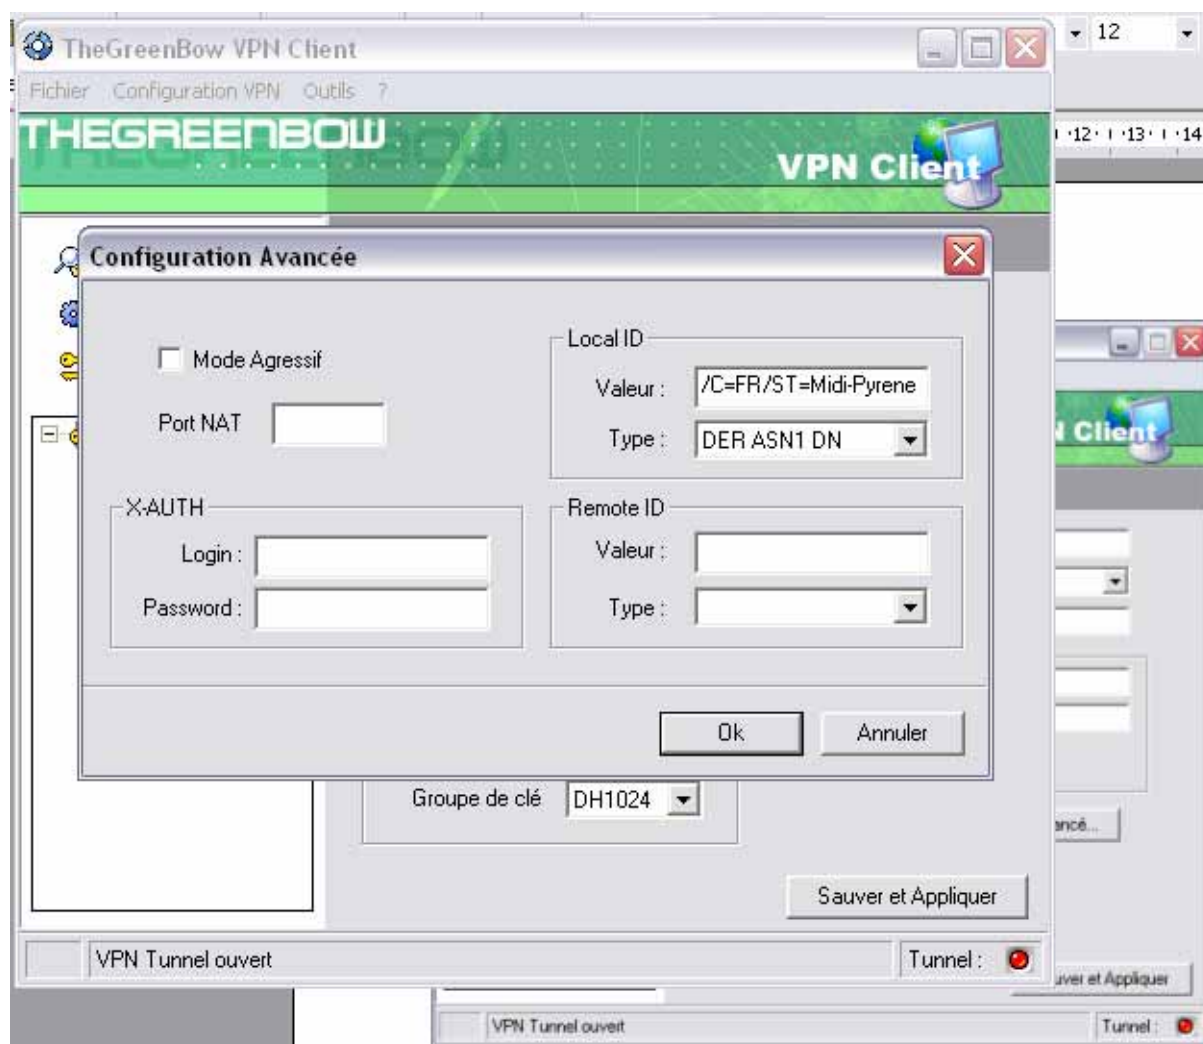 TheGreenBow VPN Client
12
Fichier Configuration VPN Outils ?
THEGREENBOW
VPN Client
·12· ı ·13· ı ·14
Configuration Avancée
Mode Agressif
Port NAT
Local ID
Valeur : /C=FR/ST=Midi-Pyrene
Type : DER ASN1 DN
X-AUTH
Login :
Password :
Remote ID
Valeur :
Type :
Ok
Annuler
Client
Groupe de clé DH1024
ancé...
Sauver et Appliquer
VPN Tunnel ouvert
Tunnel :
uver et Appliquer
VPN Tunnel ouvert
Tunnel :